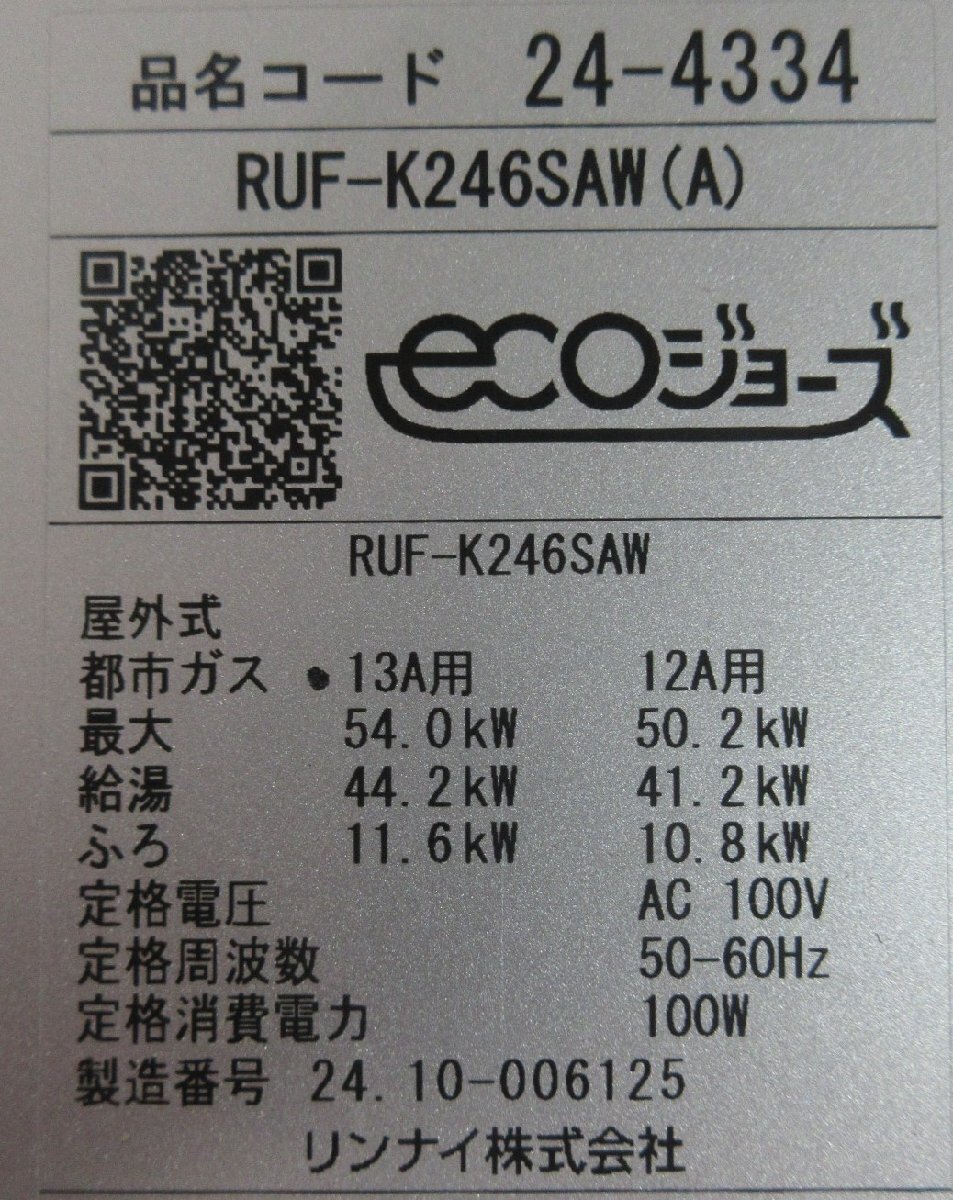 品名コード 24-4334
RUF-K246SAW(A)
ecoジョーズ
RUF-K246SAW
屋外式
都市ガス ●13A用 12A用
最大 54.0kW 50.2kW
給湯 44.2kW 41.2kW
ふろ 11.6kW 10.8kW
定格電圧 AC 100V
定格周波数 50-60Hz
定格消費電力 100W
製造番号 24.10-006125
リンナイ株式会社